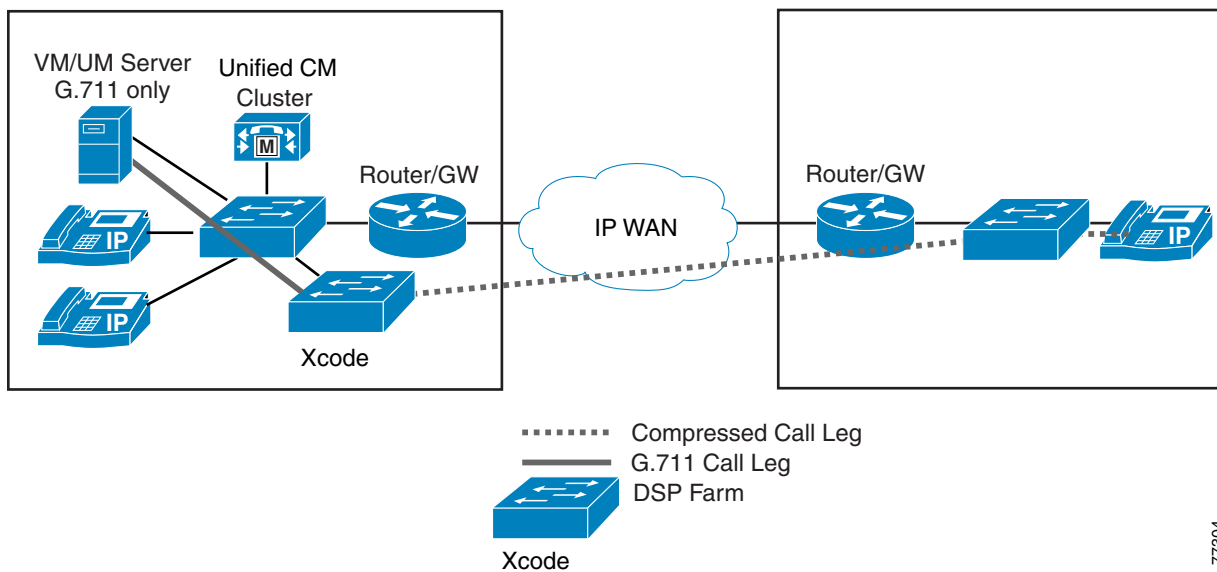 VM/UM Server
G.711 only
Unified CM
Cluster
M
Router/GW
IP
IP
Xcode
IP WAN
Router/GW
IP
Compressed Call Leg
G.711 Call Leg
DSP Farm
Xcode
77304